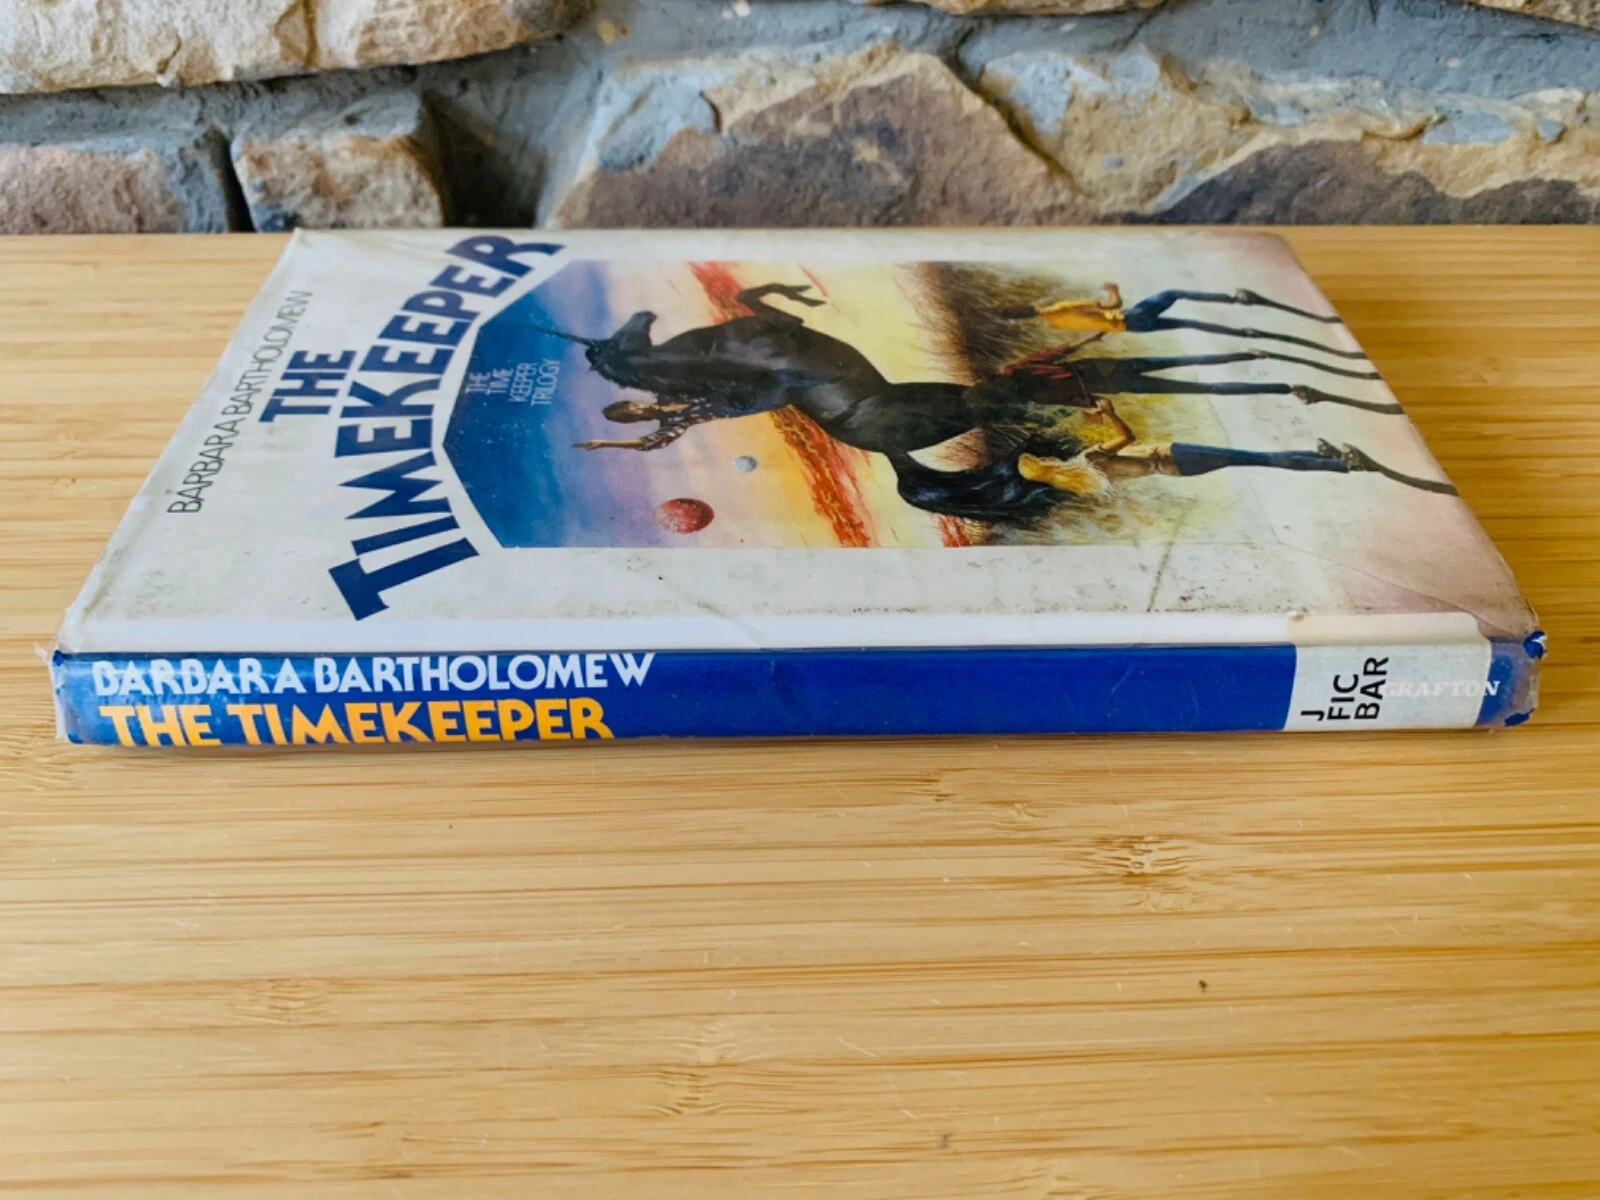 BARBARA BARTHOLOMEW
THE
TIMEKEEPER
THE
TIME
KEEPER
TRILOGY
BARBARA BARTHOLOMEW
THE TIMEKEEPER
J
FIC
BAR
GRAFTON